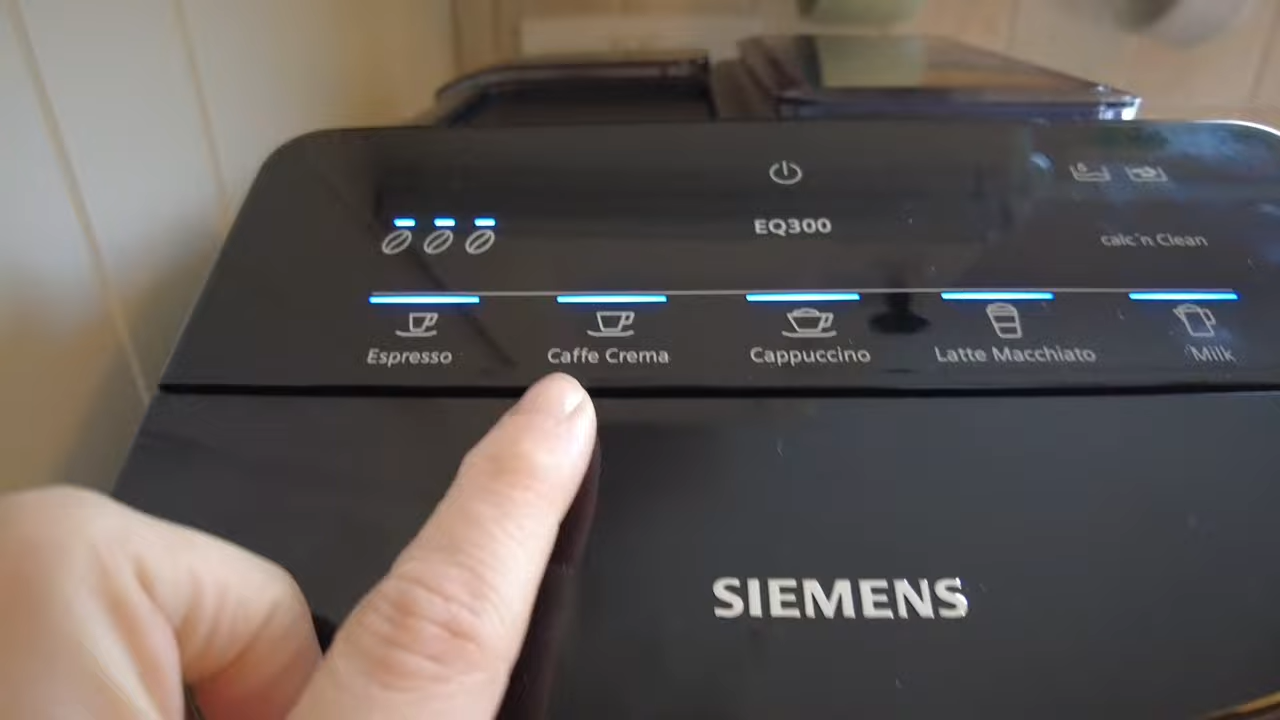 EQ300
calc'n Clean
Espresso
Caffe Crema
Cappuccino
Latte Macchiato
Milk
SIEMENS